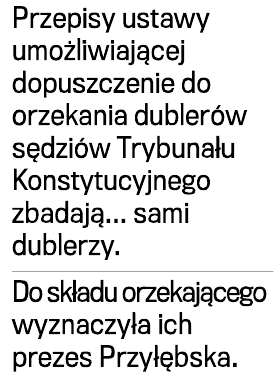 Przepisy ustawy
umożliwiającej
dopuszczenie do
orzekania dublerów
sędziów Trybunału
Konstytucyjnego
zbadają... sami
dublerzy.
Do składu orzekającego
wyznaczyła ich
prezes Przyłębska.